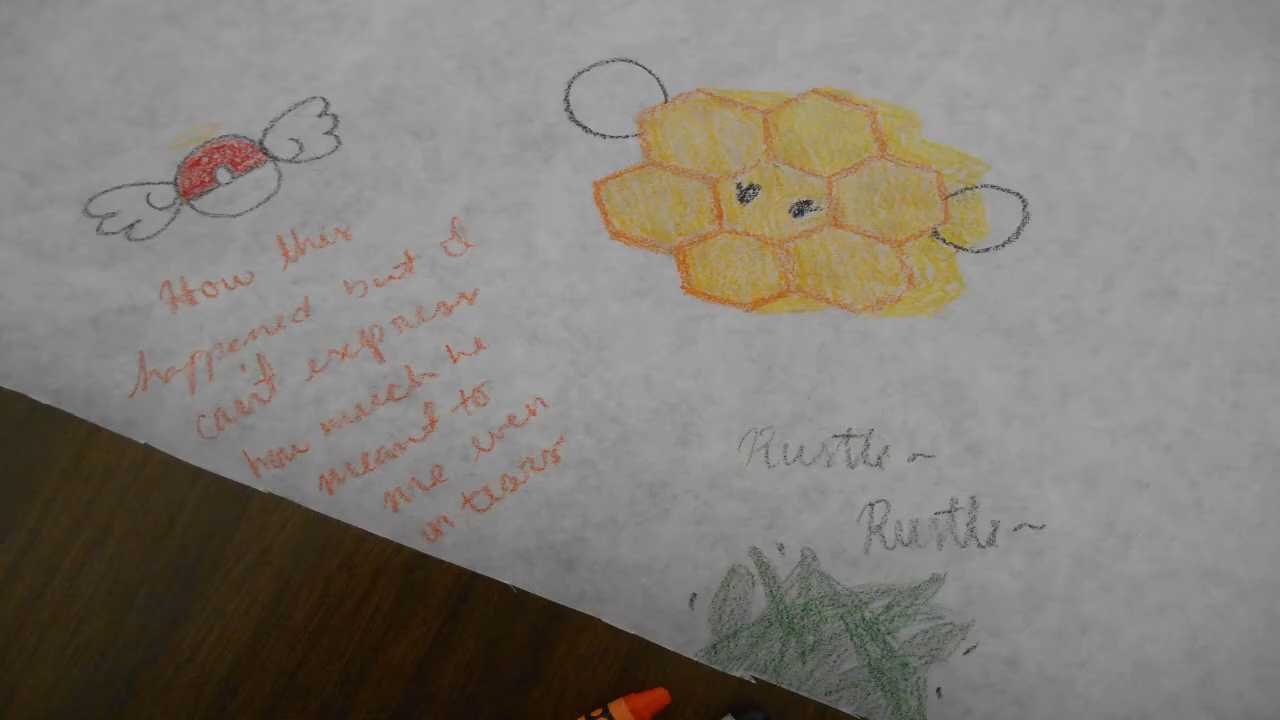 How this
happened but I
can't express
how much he
meant to
me even
in tears
Rustle ~
Rustle ~